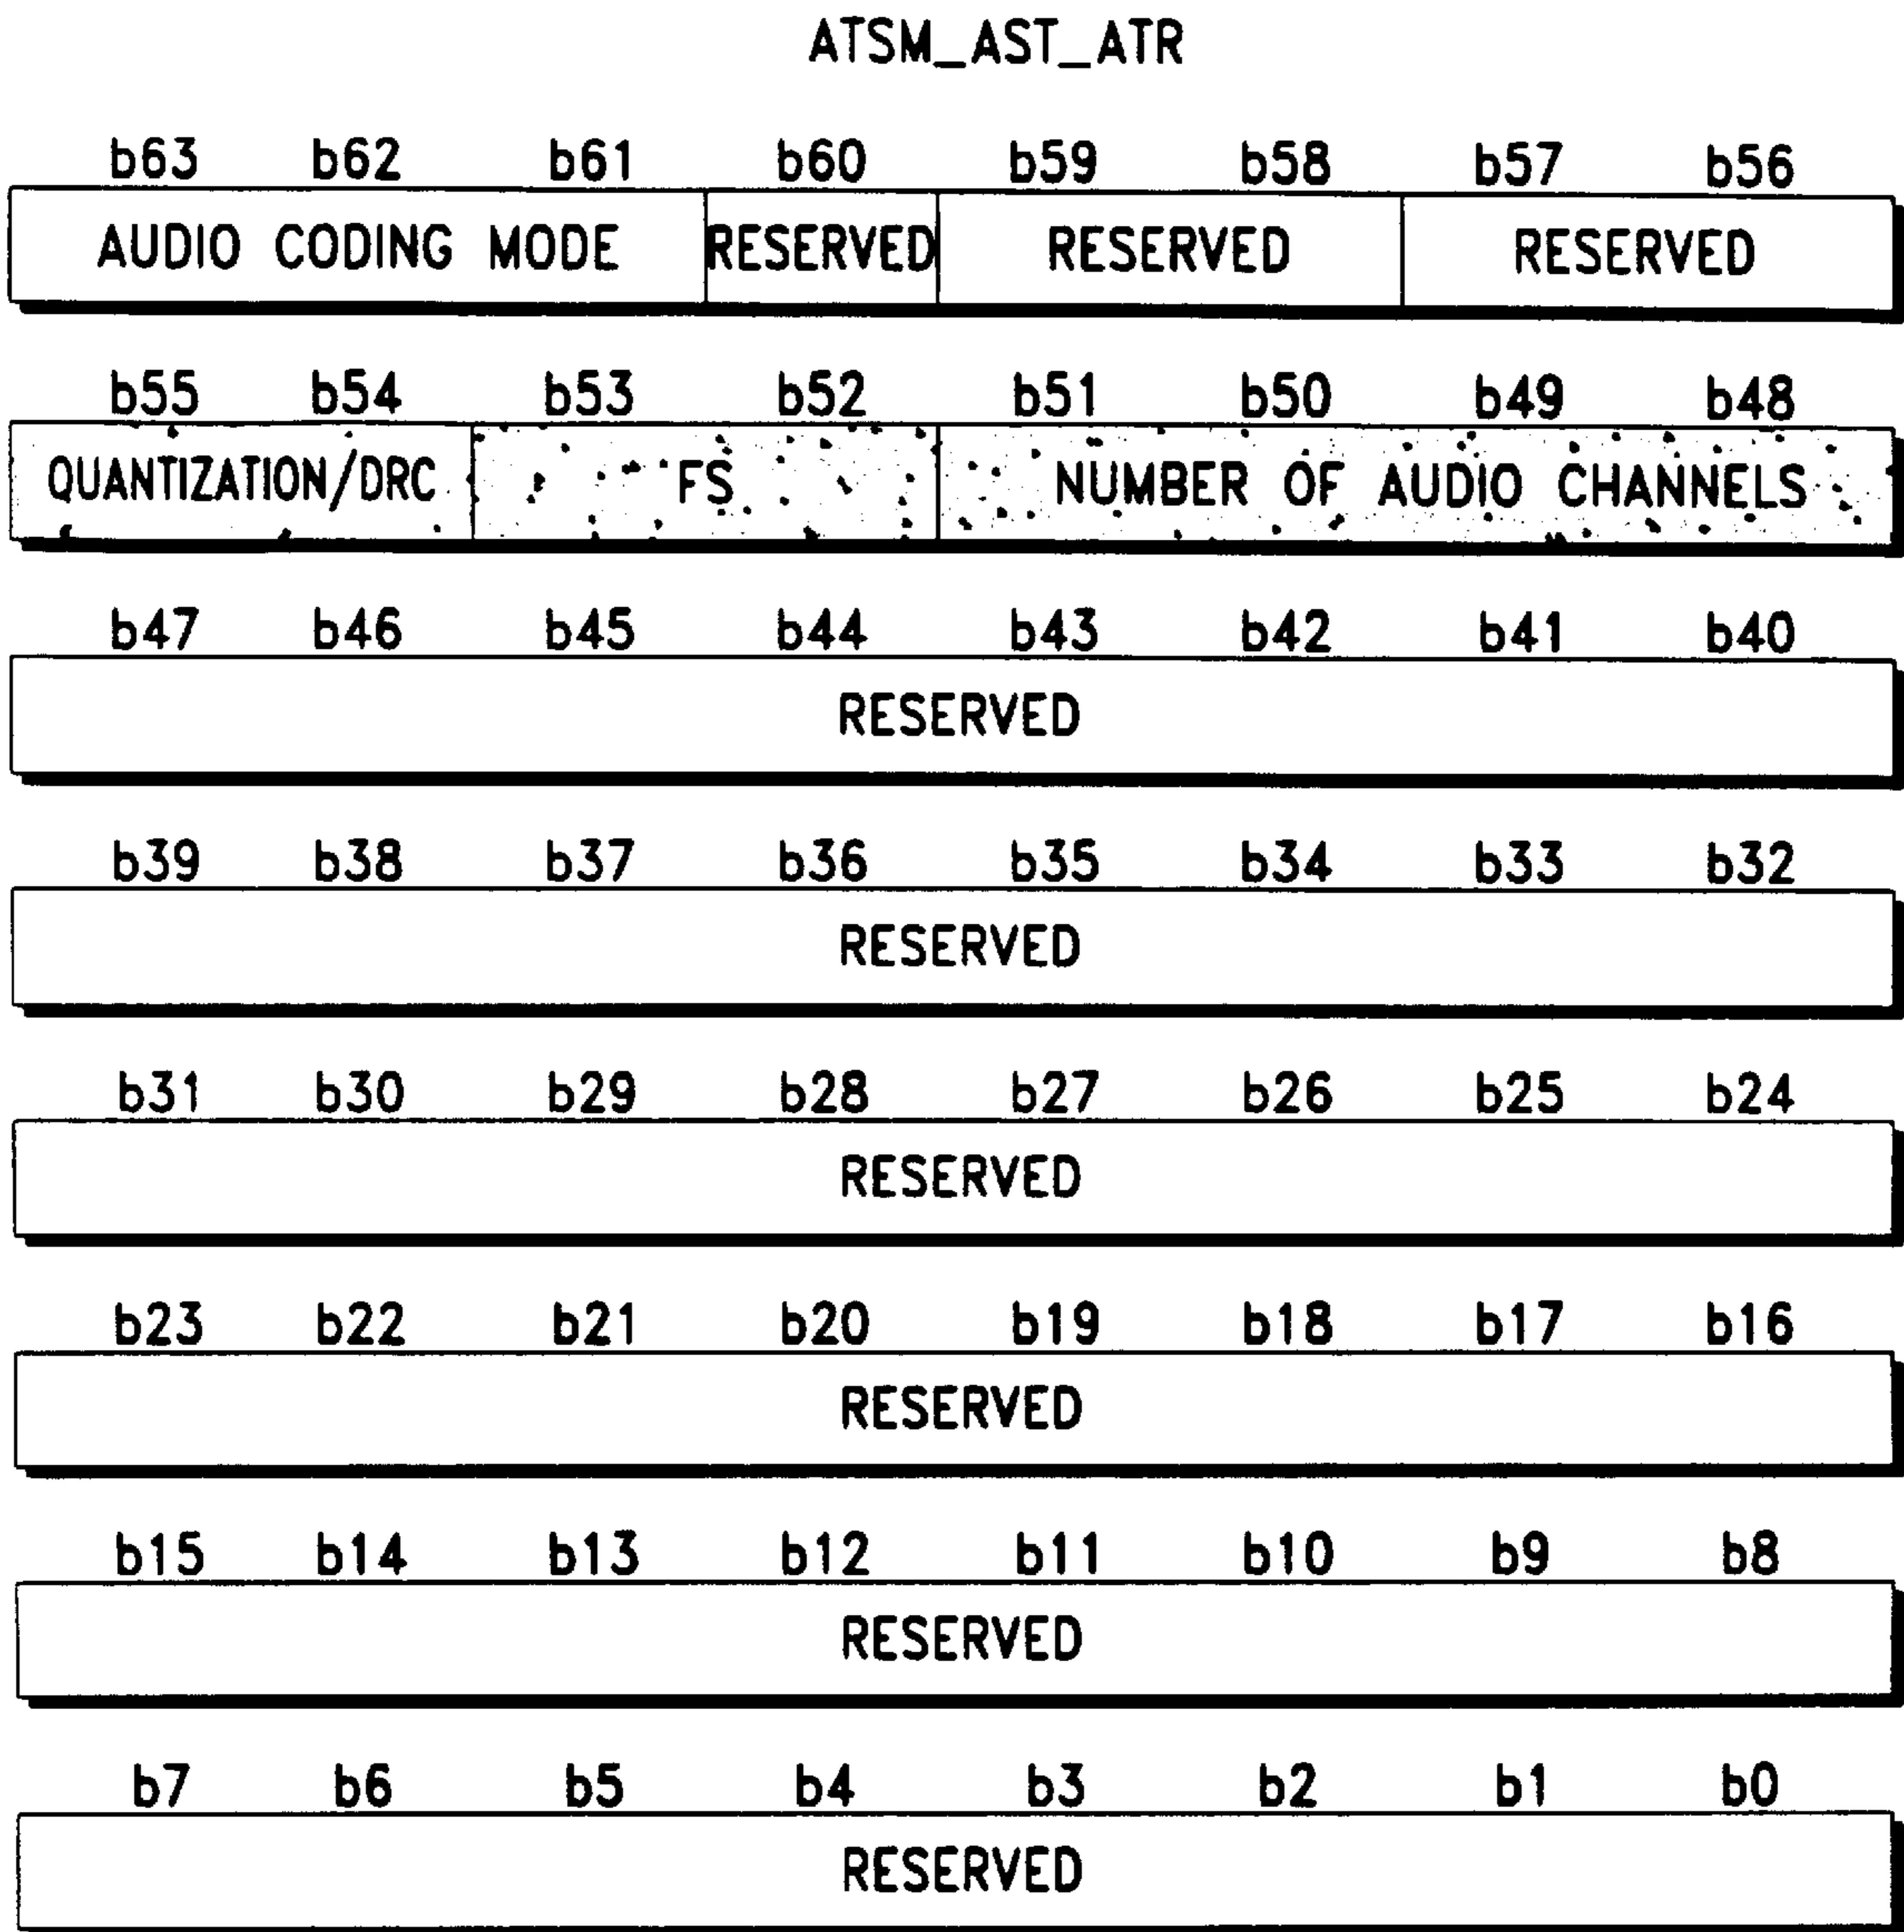 ATSM_AST_ATR
b63 b62 b61 b60 b59 b58 b57 b56
AUDIO CODING MODE RESERVED RESERVED RESERVED
b55 b54 b53 b52 b51 b50 b49 b48
QUANTIZATION/DRC FS NUMBER OF AUDIO CHANNELS
b47 b46 b45 b44 b43 b42 b41 b40
RESERVED
b39 b38 b37 b36 b35 b34 b33 b32
RESERVED
b31 b30 b29 b28 b27 b26 b25 b24
RESERVED
b23 b22 b21 b20 b19 b18 b17 b16
RESERVED
b15 b14 b13 b12 b11 b10 b9 b8
RESERVED
b7 b6 b5 b4 b3 b2 b1 b0
RESERVED